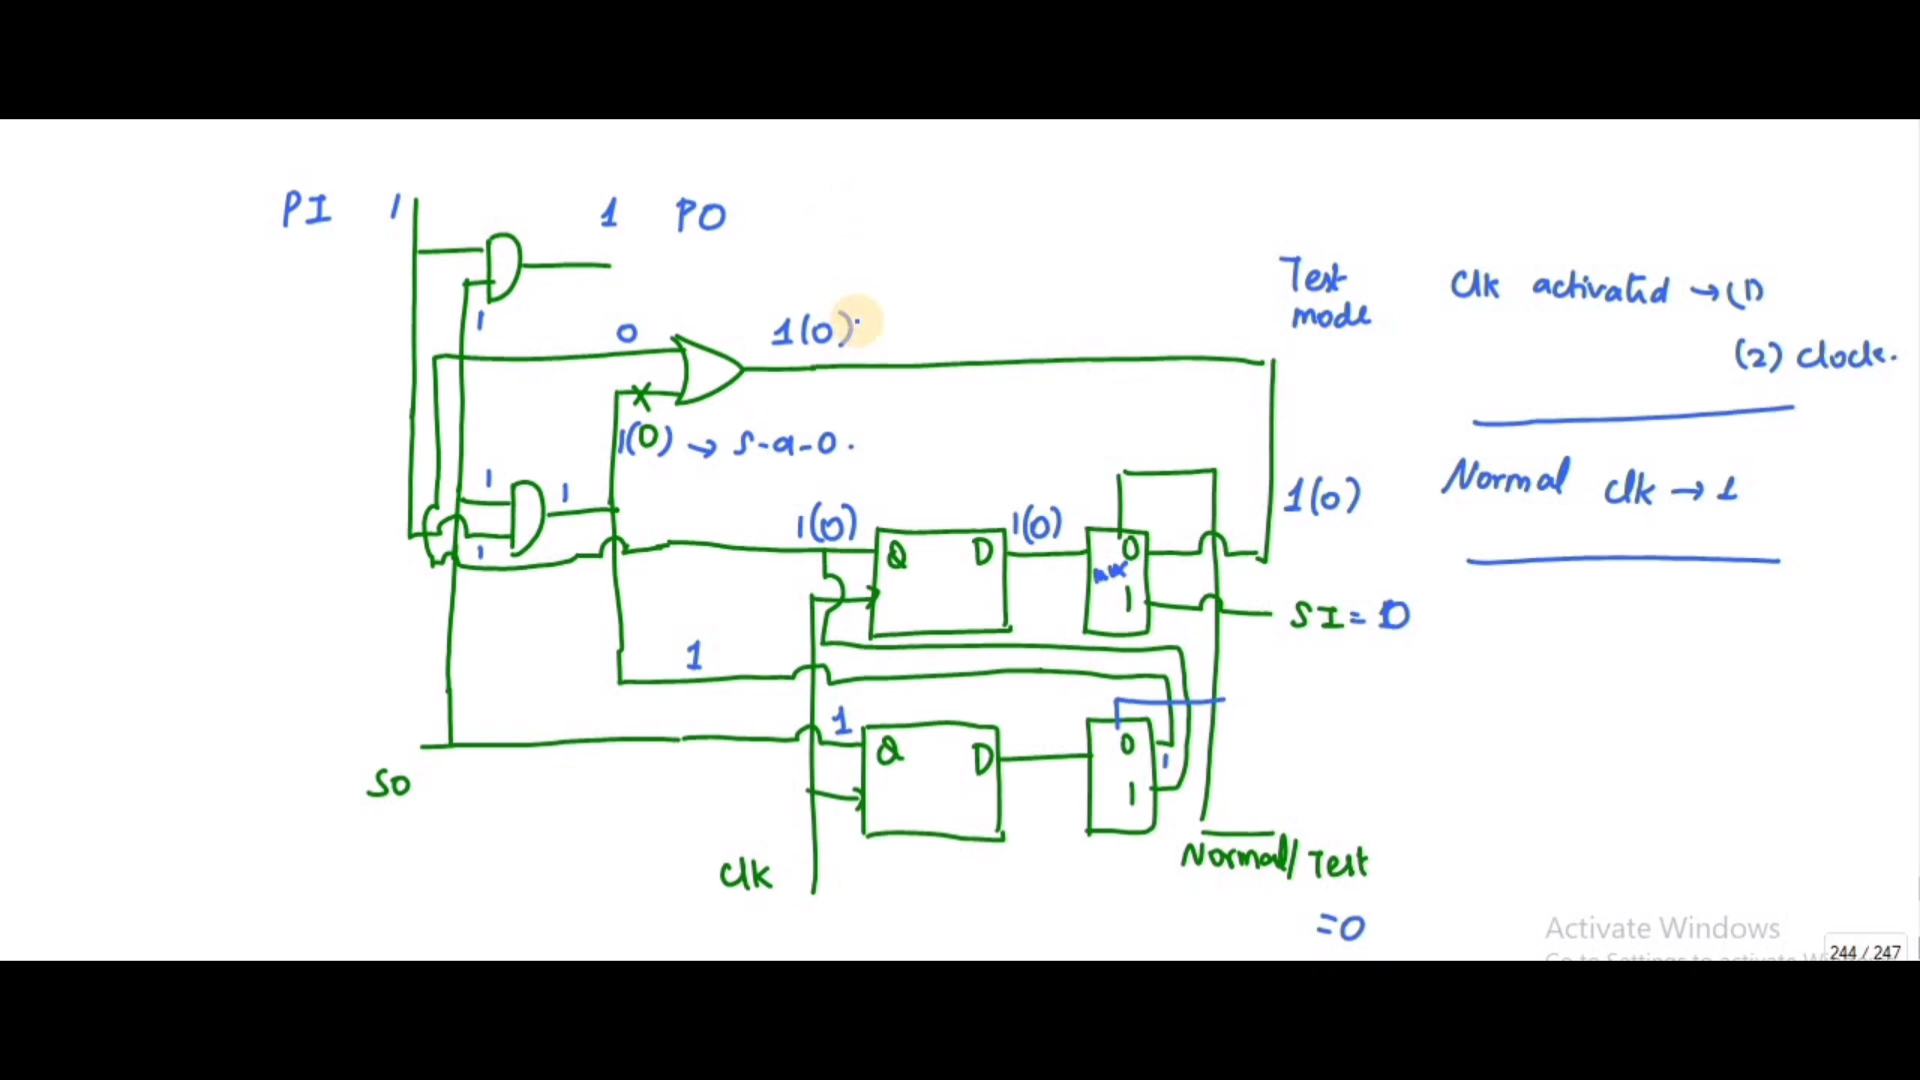 PI 1
1 PO
1
Test mode
Clk activated → (1)
(2) clock.
0
1(0)
1(0) → s-a-0.
Normal Clk → 1
1
1
1
1(0)
Q D
1(0)
MUX
0
1
1(0)
SI = 0
1
1
Q D
0
1
1
SO
Clk
Normal/Test
=0
Activate Windows
244 / 247